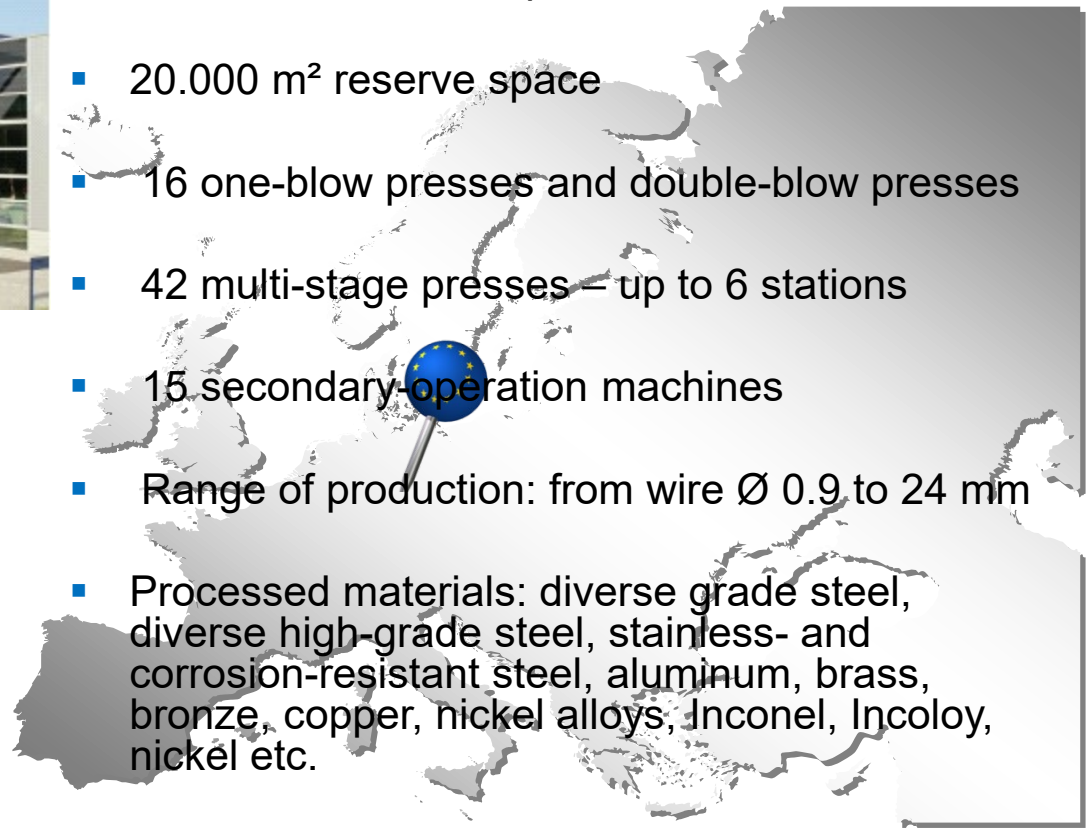 20.000 m² reserve space
16 one-blow presses and double-blow presses
42 multi-stage presses – up to 6 stations
15 secondary-operation machines
Range of production: from wire Ø 0.9 to 24 mm
Processed materials: diverse grade steel,
diverse high-grade steel, stainless- and
corrosion-resistant steel, aluminum, brass,
bronze, copper, nickel alloys, Inconel, Incoloy,
nickel etc.